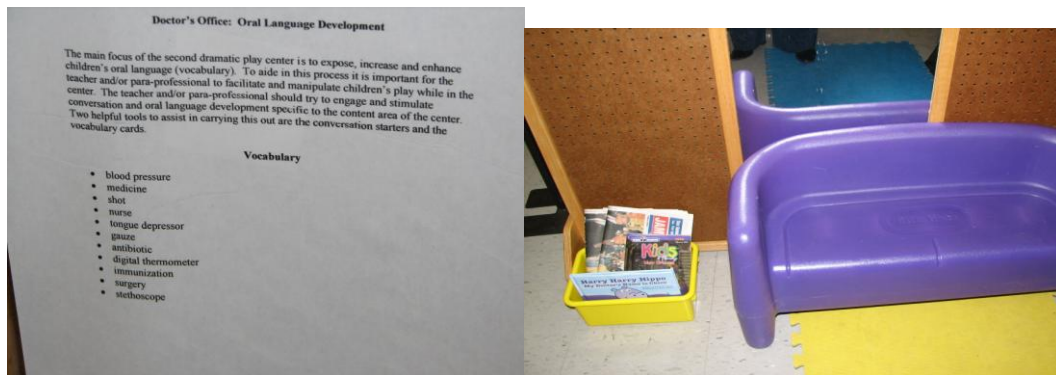 Doctor's Office: Oral Language Development
The main focus of the second dramatic play center is to expose, increase and enhance
children's oral language (vocabulary). To aide in this process it is important for the
teacher and/or para-professional to facilitate and manipulate children's play while in the
center. The teacher and/or para-professional should try to engage and stimulate
conversation and oral language development specific to the content area of the center.
Two helpful tools to assist in carrying this out are the conversation starters and the
vocabulary cards.
Vocabulary
• blood pressure
• medicine
• shot
• nurse
• tongue depressor
• gauze
• antibiotic
• digital thermometer
• immunization
• surgery
• stethoscope
Kids
Harry Harry Hippo